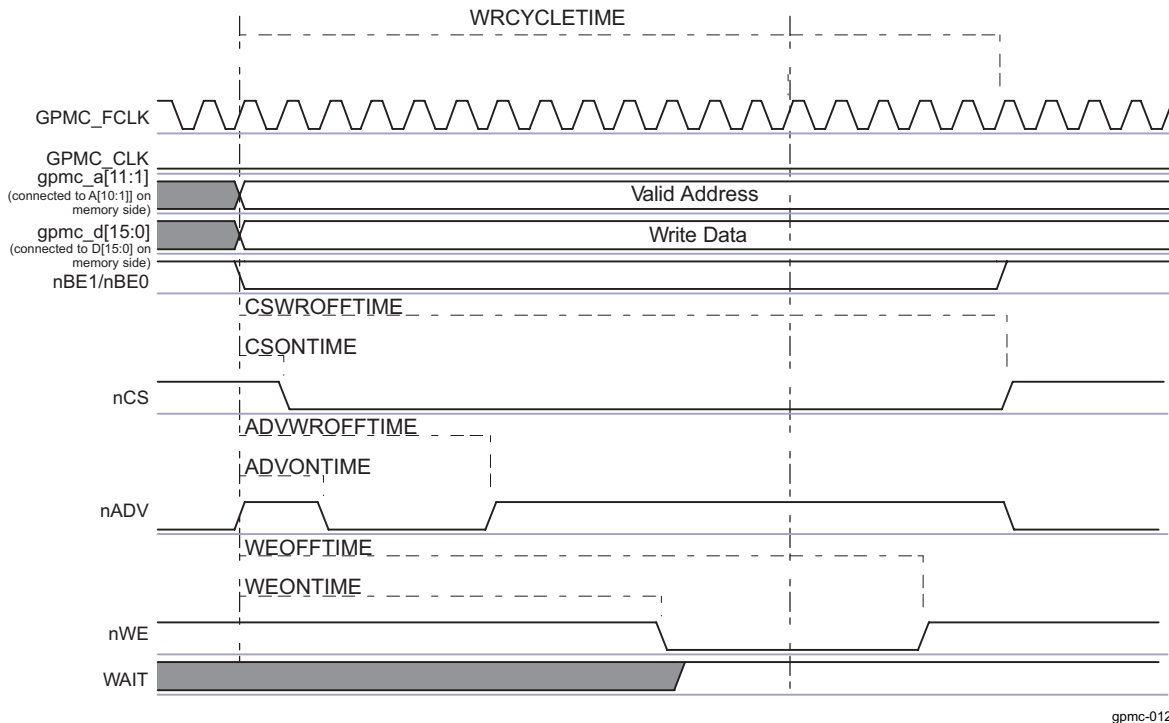 WRCYCLETIME
GPMC_FCLK
GPMC_CLK
gpmc_a[11:1]
(connected to A[10:1]] on
memory side)
Valid Address
gpmc_d[15:0]
(connected to D[15:0] on
memory side)
Write Data
nBE1/nBE0
CSWROFFTIME
CSONTIME
nCS
ADVWROFFTIME
ADVONTIME
nADV
WEOFFTIME
WEONTIME
nWE
WAIT
gpmc-012